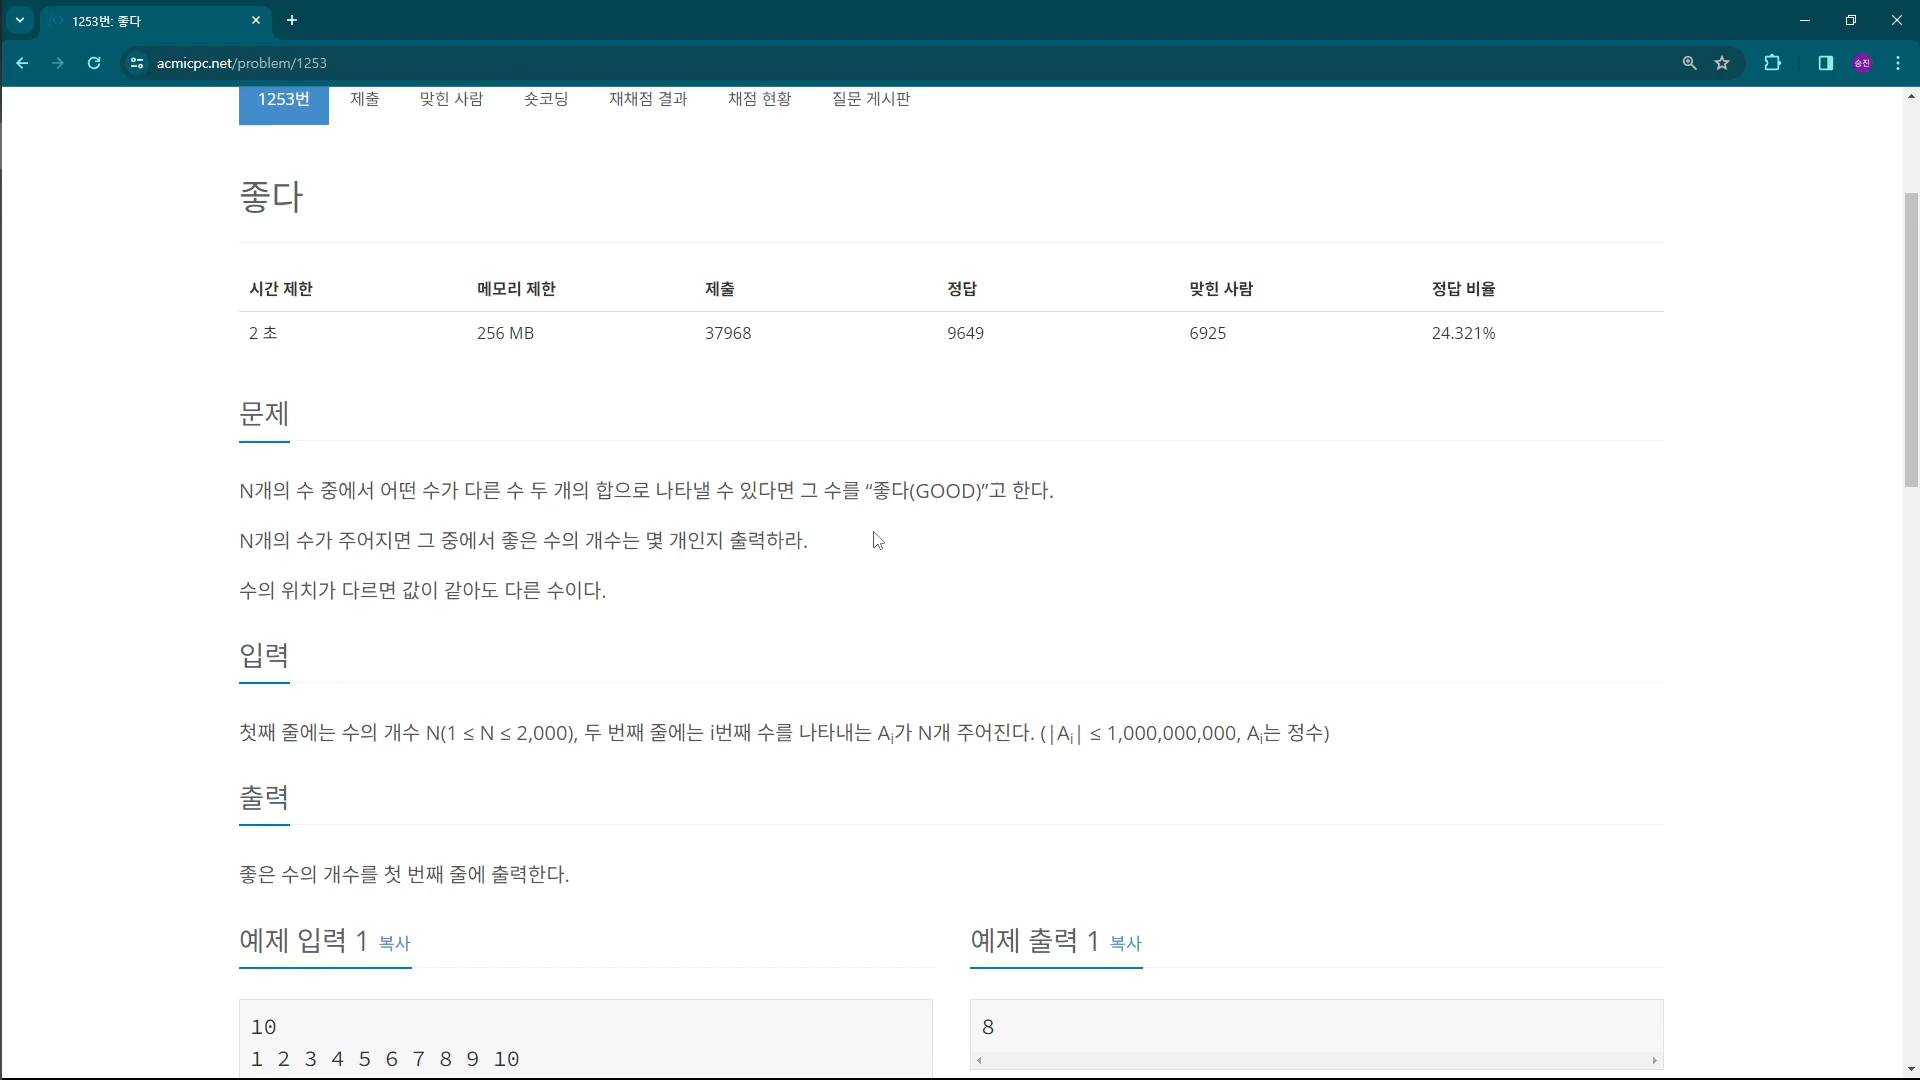 1253번: 좋다
acmicpc.net/problem/1253
승진
1253번 제출 맞힌 사람 숏코딩 재채점 결과 채점 현황 질문 게시판
좋다
시간 제한 메모리 제한 제출 정답 맞힌 사람 정답 비율
2 초 256 MB 37968 9649 6925 24.321%
문제
N개의 수 중에서 어떤 수가 다른 수 두 개의 합으로 나타낼 수 있다면 그 수를 “좋다(GOOD)”고 한다.
N개의 수가 주어지면 그 중에서 좋은 수의 개수는 몇 개인지 출력하라.
수의 위치가 다르면 값이 같아도 다른 수이다.
입력
첫째 줄에는 수의 개수 N(1 ≤ N ≤ 2,000), 두 번째 줄에는 i번째 수를 나타내는 Ai가 N개 주어진다. (|Ai| ≤ 1,000,000,000, Ai는 정수)
출력
좋은 수의 개수를 첫 번째 줄에 출력한다.
예제 입력 1 복사
10
1 2 3 4 5 6 7 8 9 10
예제 출력 1 복사
8